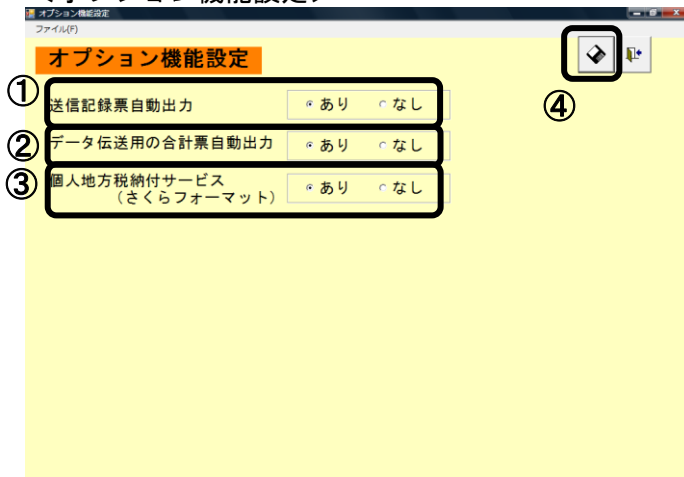 オプション機能設定
ファイル(F)
オプション機能設定
① 送信記録票自動出力 あり なし ④
② データ伝送用の合計票自動出力 あり なし
③ 個人地方税納付サービス
(さくらフォーマット) あり なし